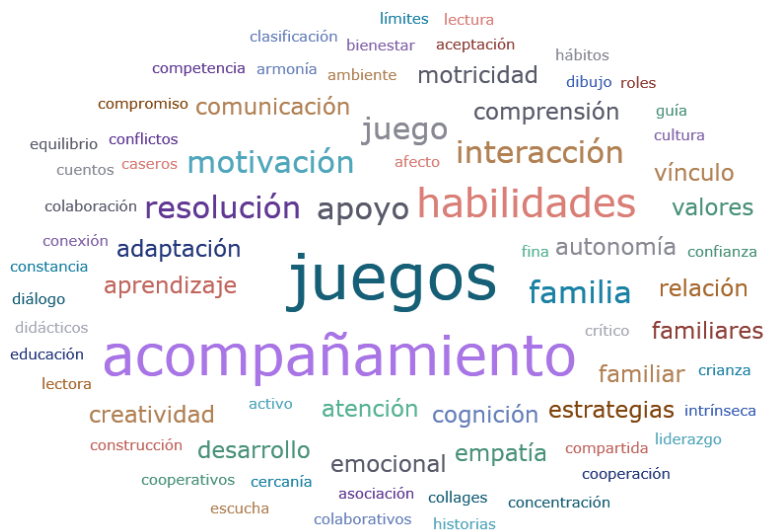 límites lectura
clasificación bienestar aceptación
hábitos
competencia armonía ambiente motricidad dibujo roles
compromiso comunicación comprensión guía
equilibrio conflictos juego cultura
cuentos caseros motivación afecto interacción vínculo
colaboración resolución apoyo habilidades valores
conexión adaptación fina autonomía confianza
constancia
aprendizaje juegos familia relación
diálogo
didácticos crítico familiares
educación acompañamiento
lectora familiar crianza
creatividad activo atención cognición estrategias intrínseca
construcción desarrollo empatía compartida liderazgo
cooperativos cercanía emocional cooperación
asociación collages concentración
escucha colaborativos historias